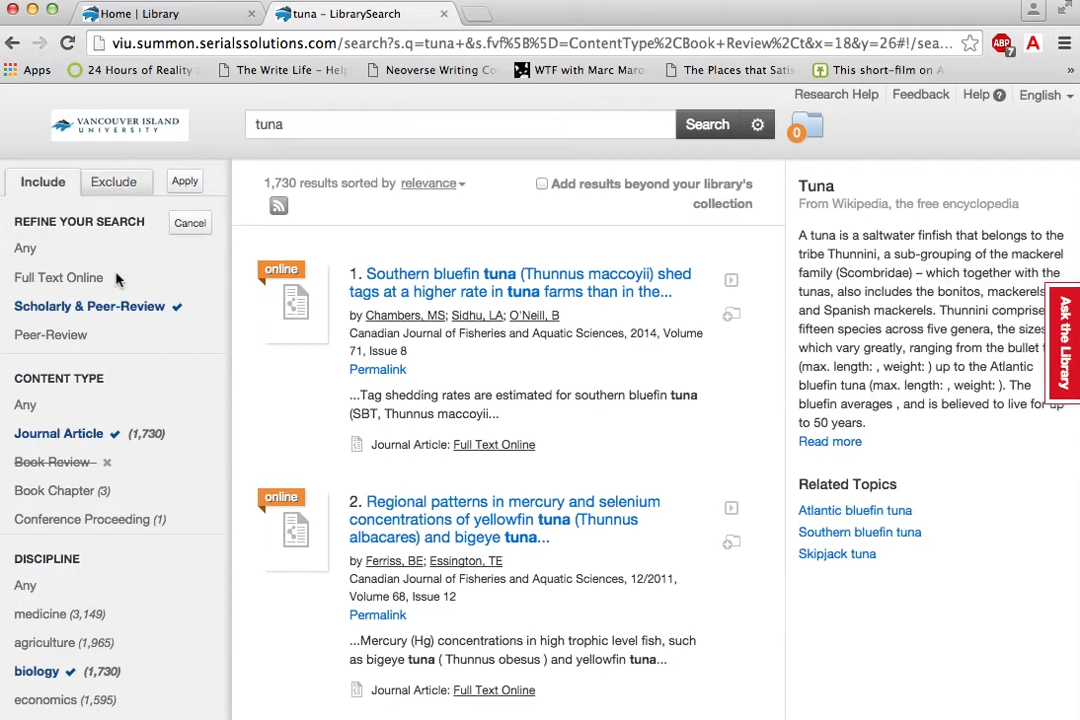 Home | Library
tuna - LibrarySearch
viu.summon.serialssolutions.com/search?s.q=tuna+&s.fvf%5B%5D=ContentType%2CBook+Review%2Ct&x=18&y=26#!/sea...
ABP
7
A
Apps
24 Hours of Reality
The Write Life - Help
Neoverse Writing Co
WTF with Marc Maro
The Places that Satis
This short-film on A
»
Research Help
Feedback
Help ?
English
VANCOUVER ISLAND
UNIVERSITY
tuna
Search
0
Include
Exclude
Apply
REFINE YOUR SEARCH
Cancel
Any
Full Text Online
Scholarly & Peer-Review
Peer-Review
CONTENT TYPE
Any
Journal Article (1,730)
Book Review
Book Chapter (3)
Conference Proceeding (1)
DISCIPLINE
Any
medicine (3,149)
agriculture (1,965)
biology (1,730)
economics (1,595)
1,730 results sorted by relevance
Add results beyond your library's
collection
online
1. Southern bluefin tuna (Thunnus maccoyii) shed
tags at a higher rate in tuna farms than in the...
by Chambers, MS; Sidhu, LA; O'Neill, B
Canadian Journal of Fisheries and Aquatic Sciences, 2014, Volume
71, Issue 8
Permalink
...Tag shedding rates are estimated for southern bluefin tuna
(SBT, Thunnus maccoyii...
Journal Article: Full Text Online
online
2. Regional patterns in mercury and selenium
concentrations of yellowfin tuna (Thunnus
albacares) and bigeye tuna...
by Ferriss, BE; Essington, TE
Canadian Journal of Fisheries and Aquatic Sciences, 12/2011,
Volume 68, Issue 12
Permalink
...Mercury (Hg) concentrations in high trophic level fish, such
as bigeye tuna ( Thunnus obesus ) and yellowfin tuna...
Journal Article: Full Text Online
Tuna
From Wikipedia, the free encyclopedia
A tuna is a saltwater finfish that belongs to the
tribe Thunnini, a sub-grouping of the mackerel
family (Scombridae) – which together with the
tunas, also includes the bonitos, mackerels
and Spanish mackerels. Thunnini comprise
fifteen species across five genera, the sizes
which vary greatly, ranging from the bullet t
(max. length: , weight: ) up to the Atlantic
bluefin tuna (max. length: , weight: ). The
bluefin averages , and is believed to live for up
to 50 years.
Read more
Related Topics
Atlantic bluefin tuna
Southern bluefin tuna
Skipjack tuna
Ask the Library